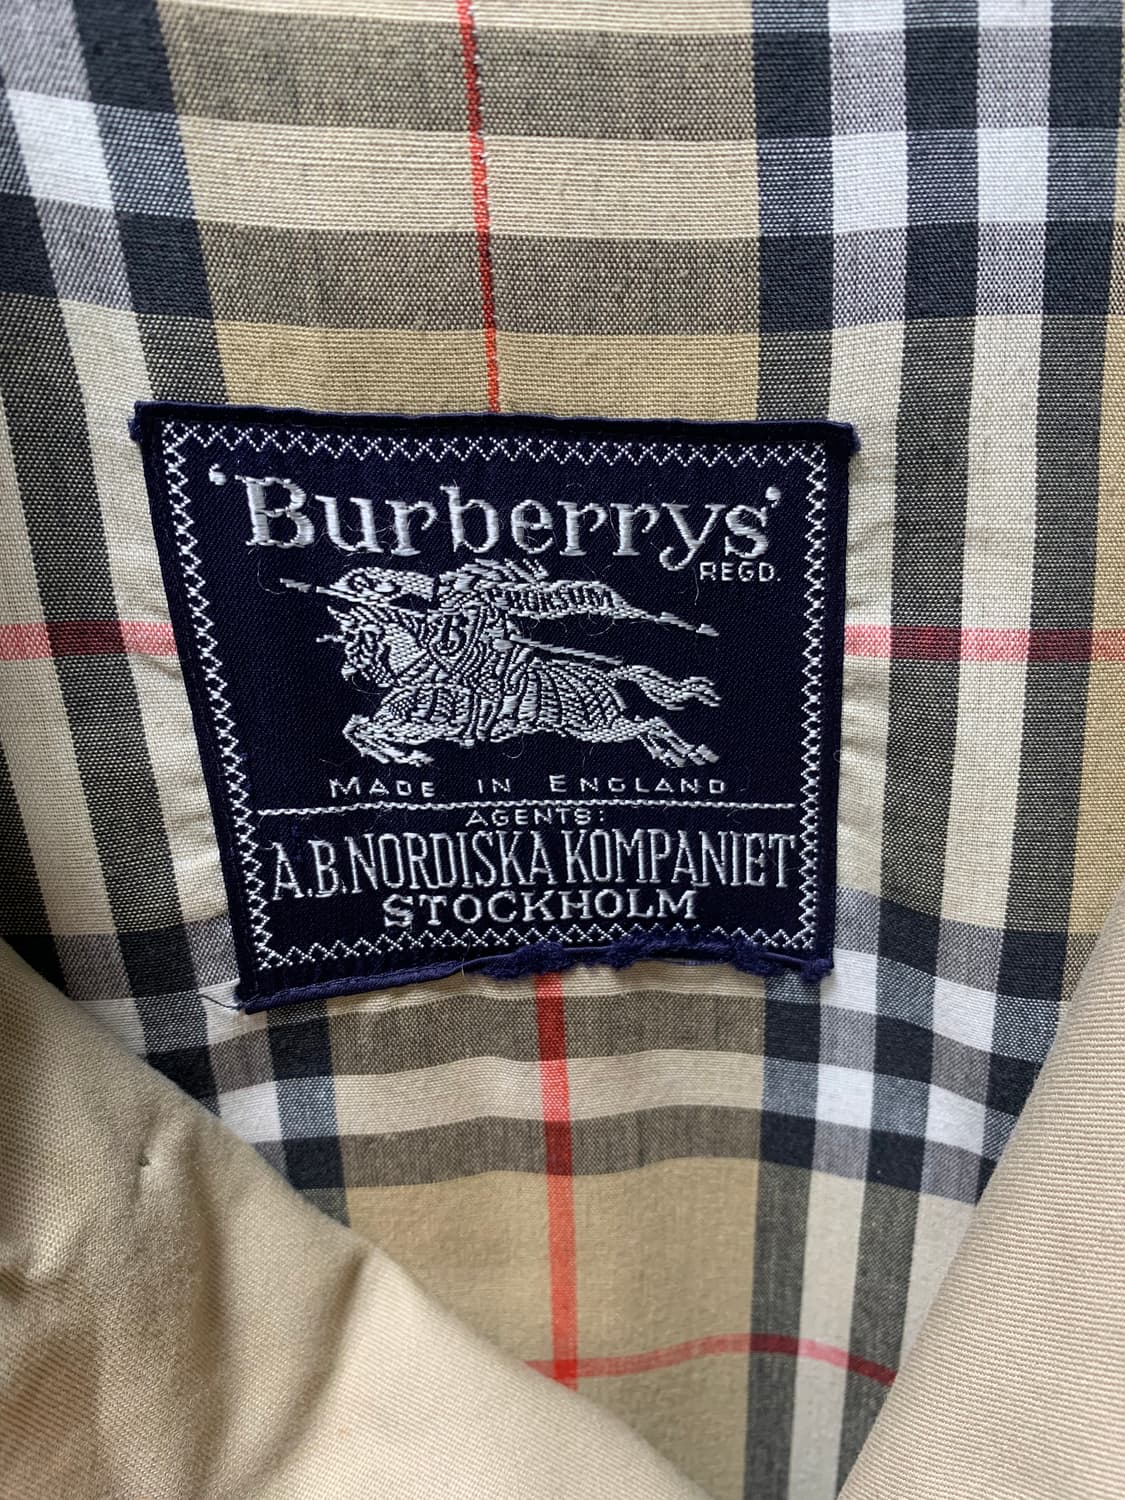 ‘Burberrys’
REGD.
PRORSUM
MADE IN ENGLAND
AGENTS:
A.B. NORDISKA KOMPANIET
STOCKHOLM